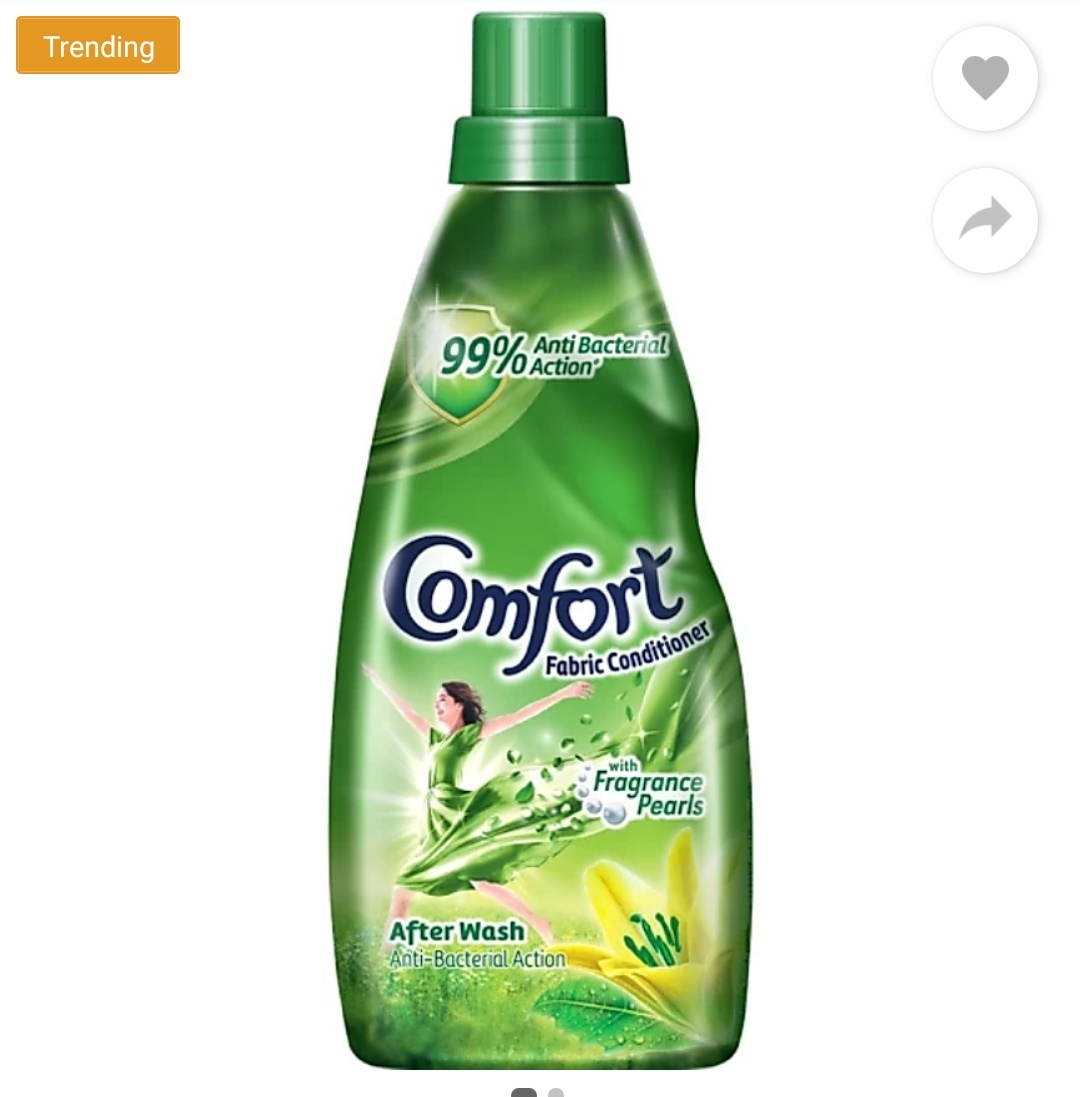 Trending
99% Anti Bacterial
Action*
Comfort
Fabric Conditioner
with
Fragrance
Pearls
After Wash
Anti-Bacterial Action